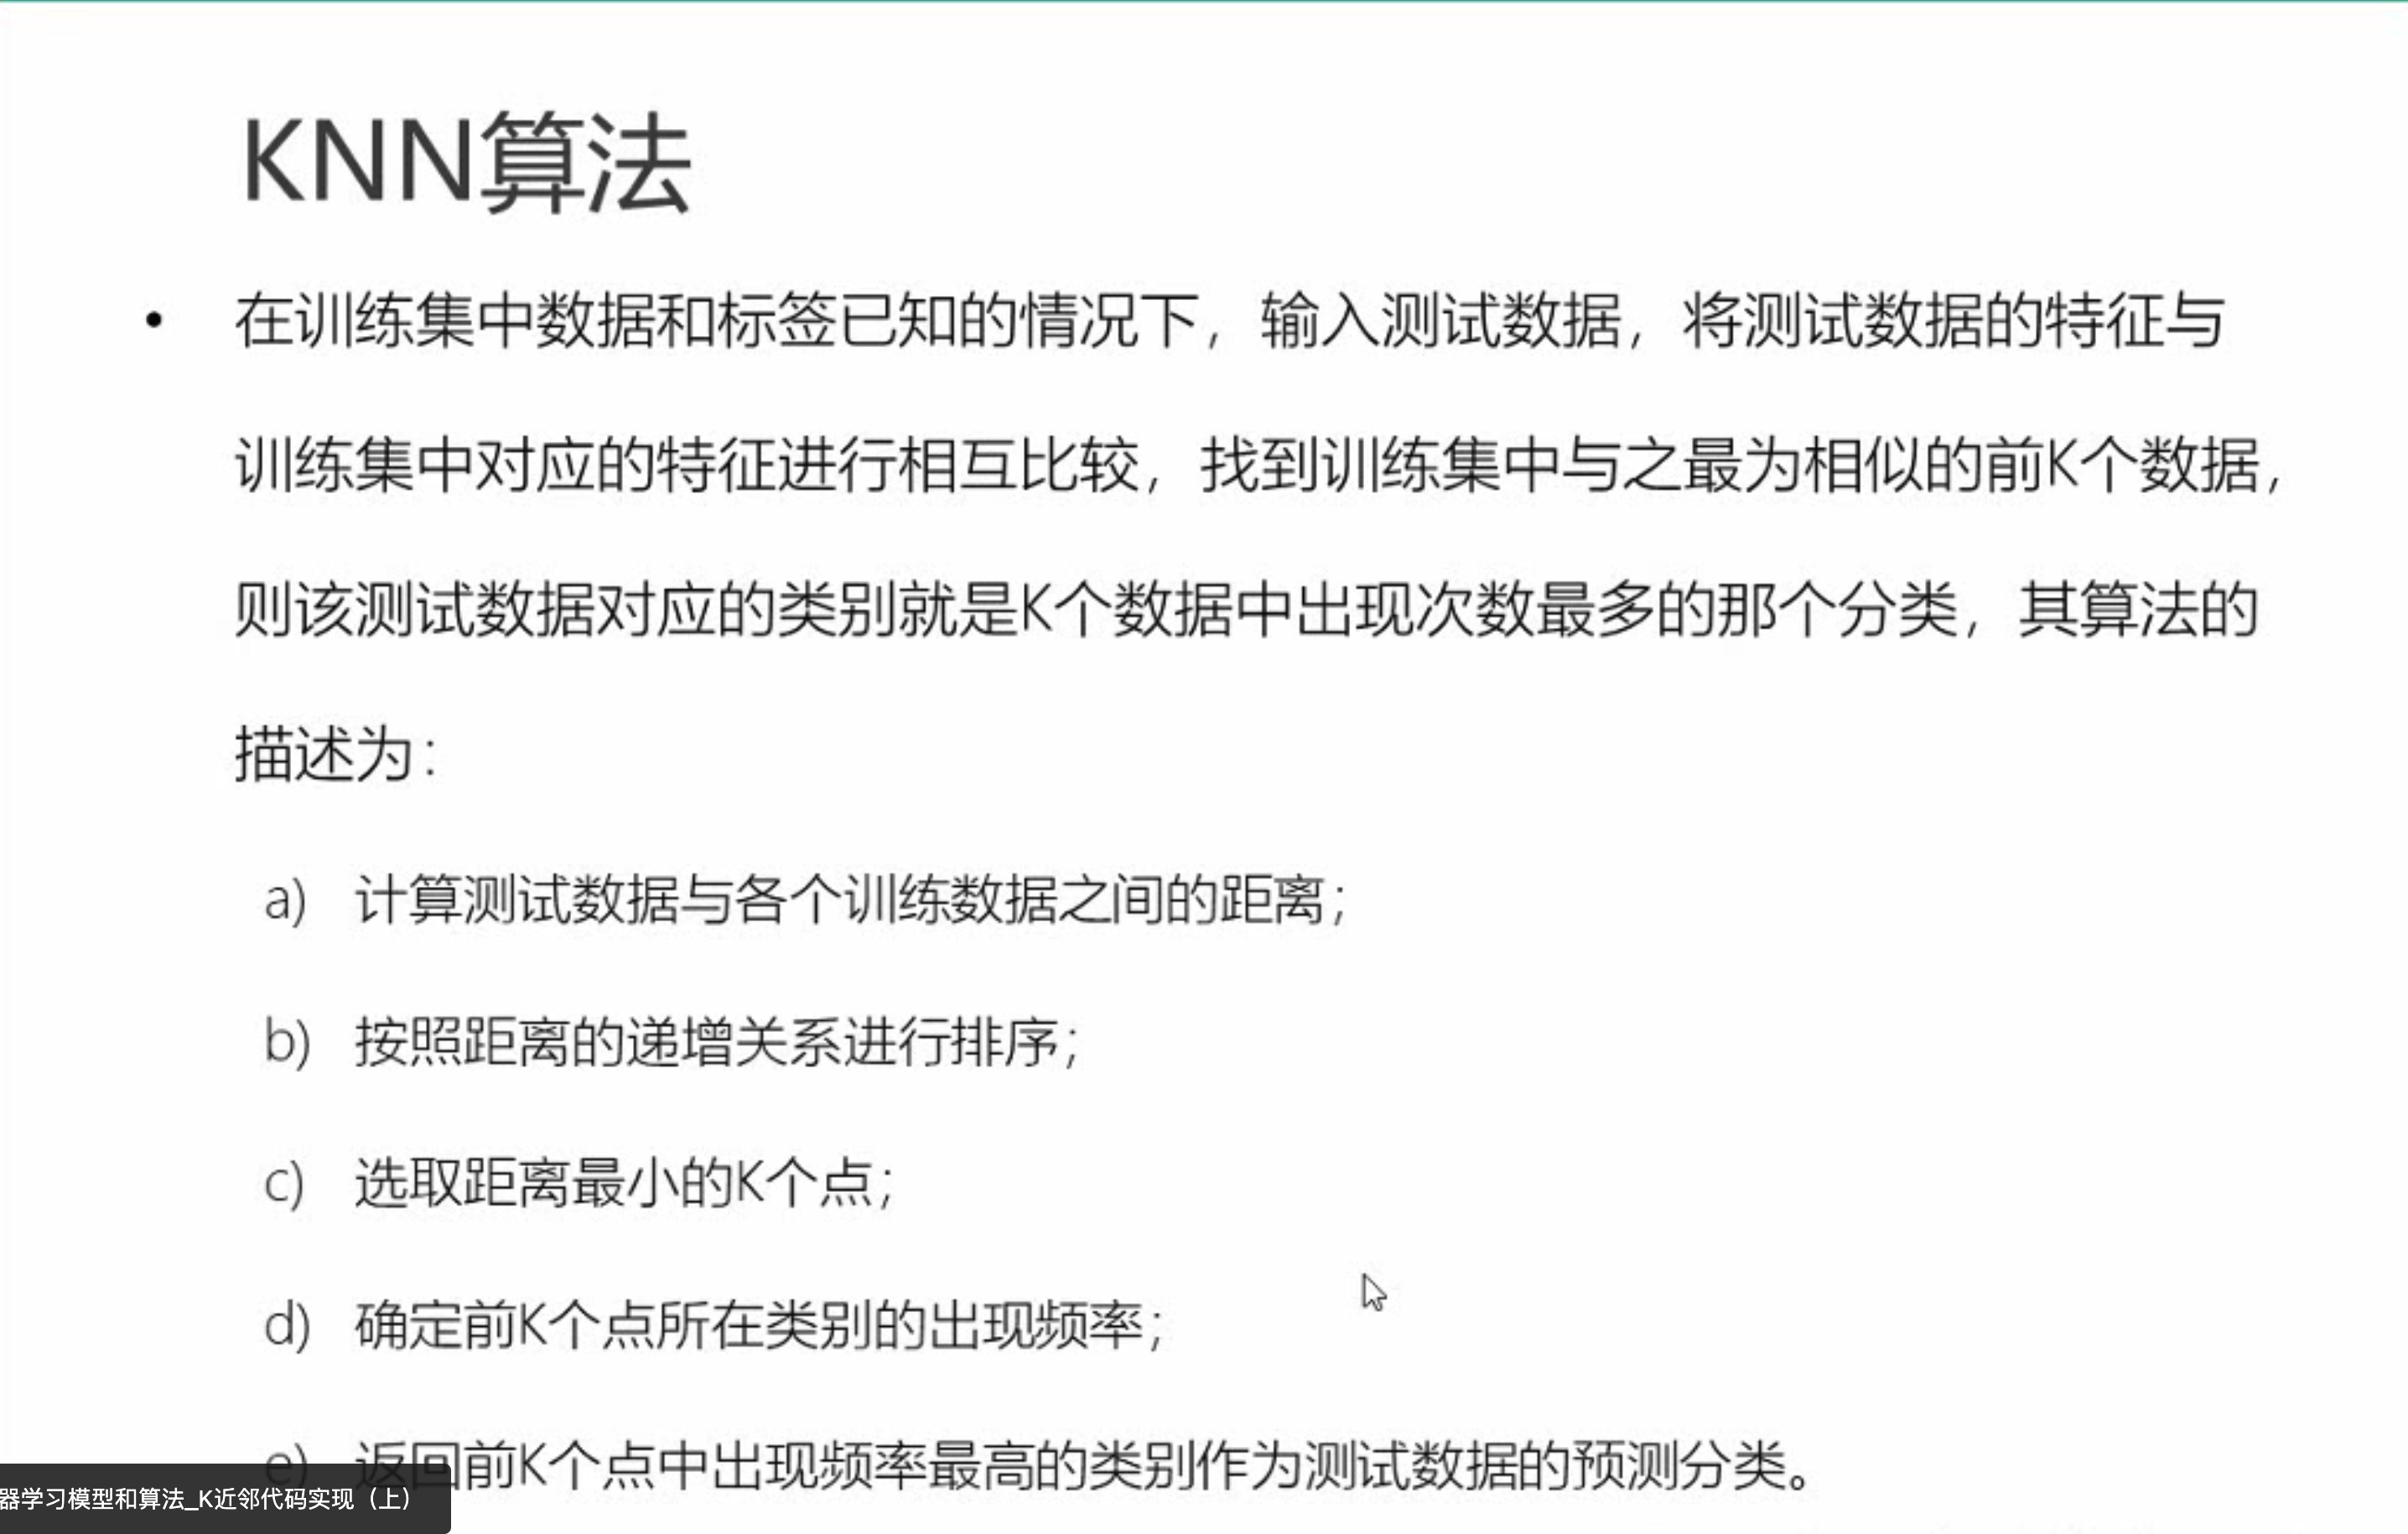 KNN算法
• 在训练集中数据和标签已知的情况下，输入测试数据，将测试数据的特征与
训练集中对应的特征进行相互比较，找到训练集中与之最为相似的前K个数据，
则该测试数据对应的类别就是K个数据中出现次数最多的那个分类，其算法的
描述为：
a) 计算测试数据与各个训练数据之间的距离；
b) 按照距离的递增关系进行排序；
c) 选取距离最小的K个点；
d) 确定前K个点所在类别的出现频率；
e) 返回前K个点中出现频率最高的类别作为测试数据的预测分类。
器学习模型和算法_K近邻代码实现（上）